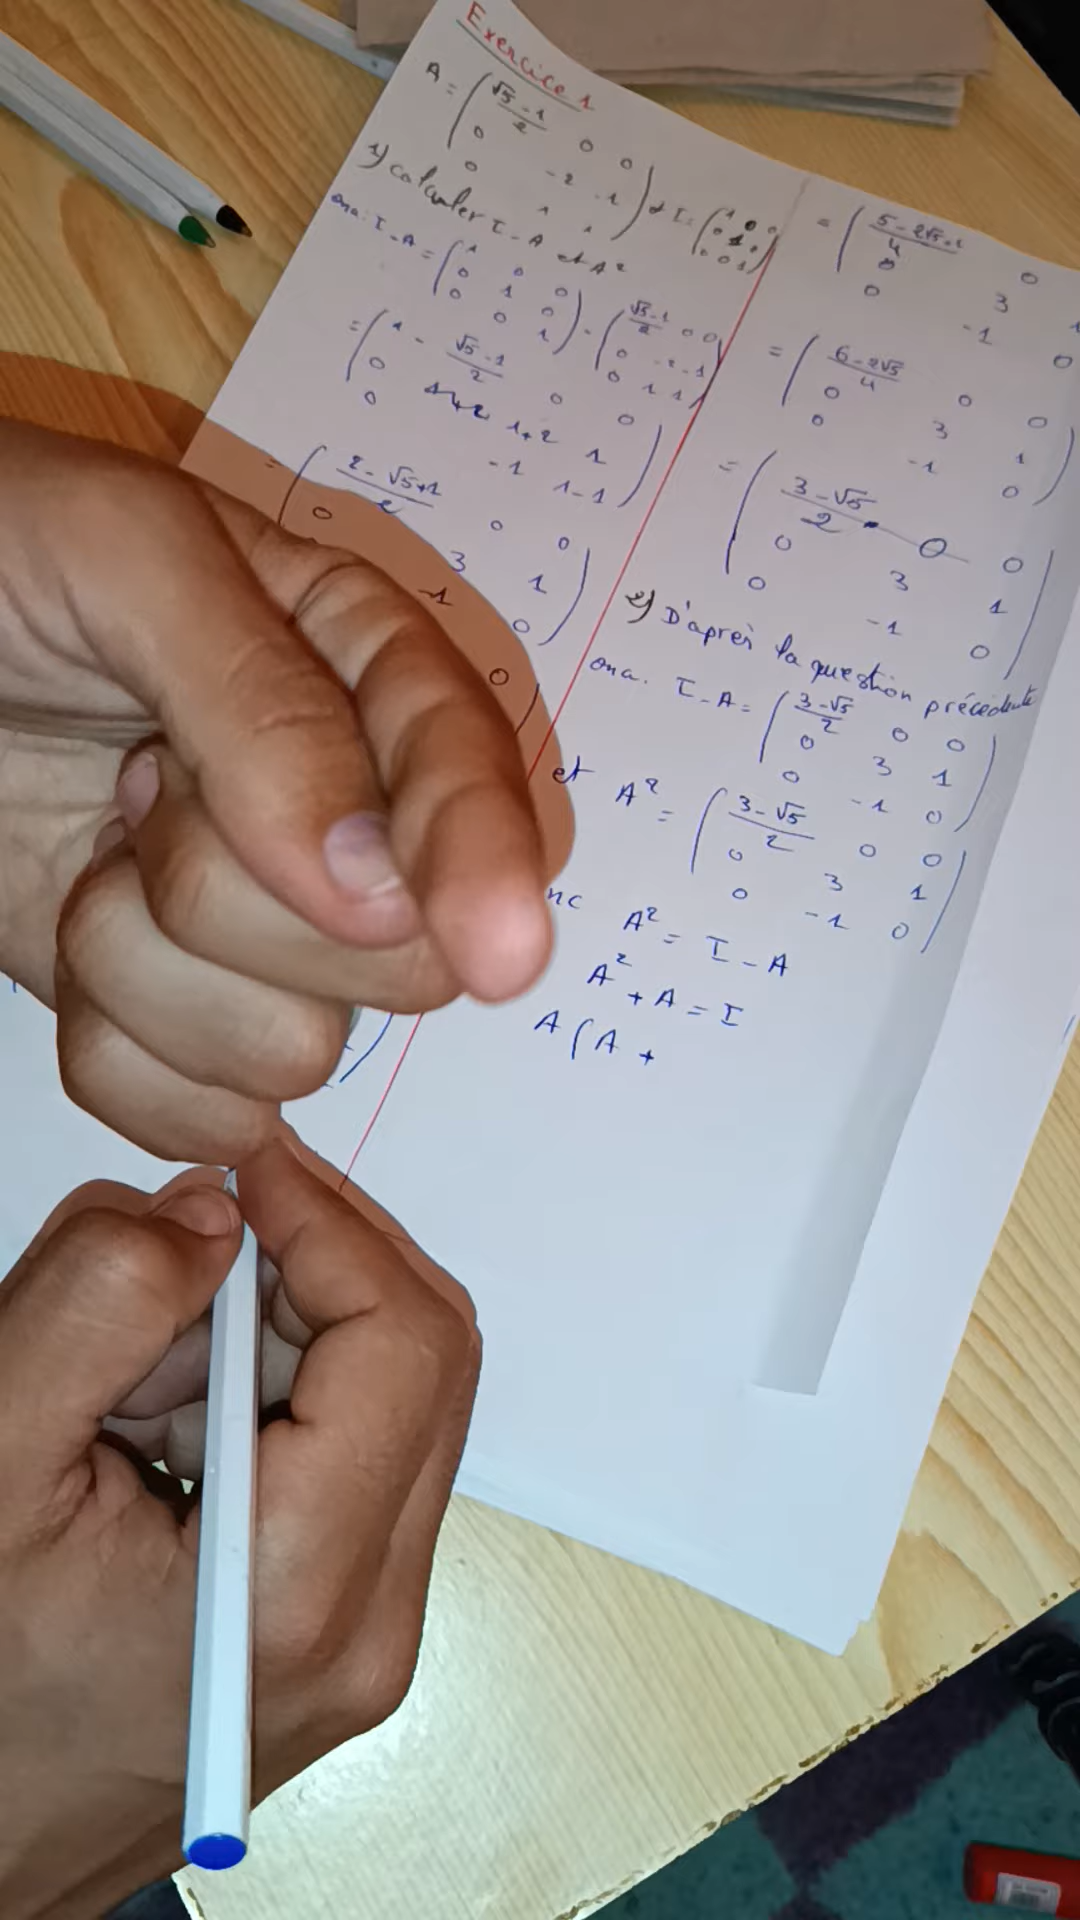 Exercice 1
A = ( √5 - 1 / 2 0 0
0 -2 -1
0 1 1 ) et I = ( 1 0 0
0 1 0
0 0 1 )
1) calculer I - A et A²
ona: I - A = ( 1 0 0
0 1 0
0 0 1 ) - ( √5 - 1 / 2 0 0
0 -2 -1
0 1 1 )
= ( 1 - √5 - 1 / 2 0 0
0 1+2 1
0 -1 1-1 )
= ( 2 - √5 + 1 / 2 0 0
0 3 1
-1 0 )
0
= ( 5 - 2√5 + 1 / 4 0
0 3 1
0 -1 0
= ( 6 - 2√5 / 4 0 0
0 3 1
0 -1 0 )
= ( 3 - √5 / 2 0 0
0 3 1
0 -1 0 )
2) D'après la question précédente
ona. I - A = ( 3 - √5 / 2 0 0
0 3 1
0 -1 0 )
et A² = ( 3 - √5 / 2 0 0
0 3 1
0 -1 0 )
nc A² = I - A
A² + A = I
A ( A +